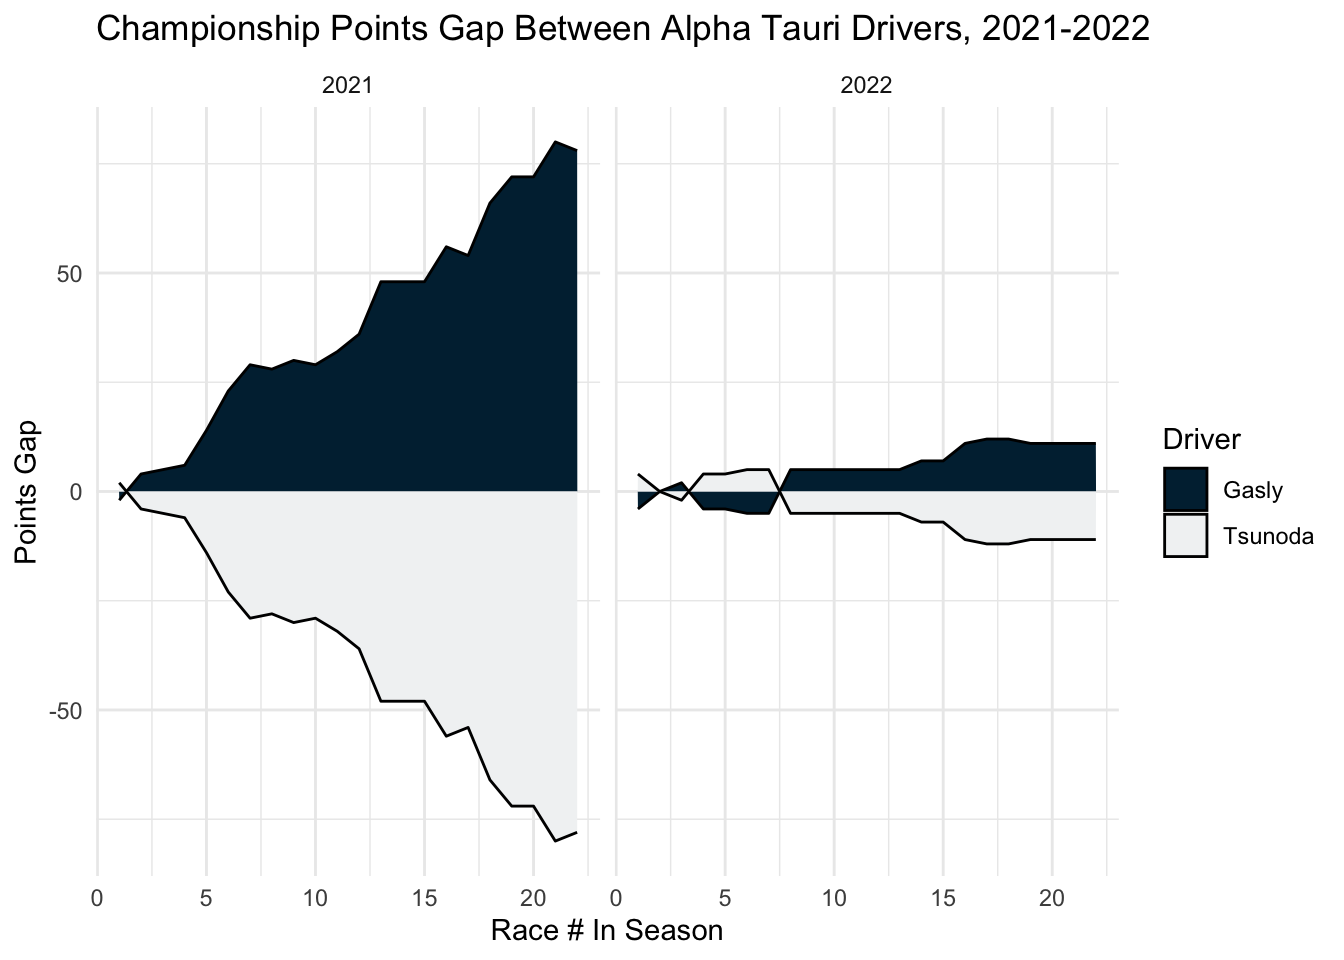 Championship Points Gap Between Alpha Tauri Drivers, 2021-2022
2021 2022
50
0
-50
Points Gap
0 5 10 15 20 0 5 10 15 20
Race # In Season
Driver
Gasly
Tsunoda